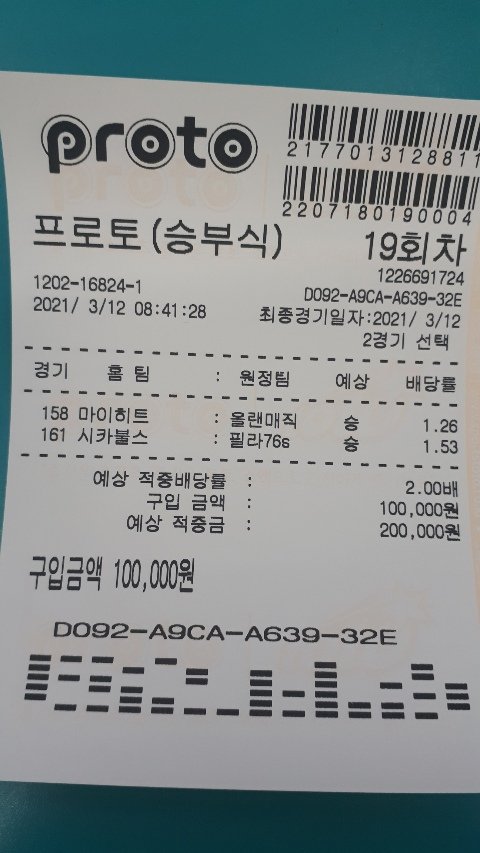 proto
2177013128811
2207180190004
프로토(승부식) 19회차
1226691724
1202-16824-1 D092-A9CA-A639-32E
2021/ 3/12 08:41:28 최종경기일자:2021/ 3/12
2경기 선택
경기 홈 팀 : 원정팀 예상 배당률
158 마이히트 : 올랜매직 승 1.26
161 시카불스 : 필라76s 승 1.53
예상 적중배당률 : 2.00배
구입 금액 : 100,000원
예상 적중금 : 200,000원
구입금액 100,000원
D092-A9CA-A639-32E